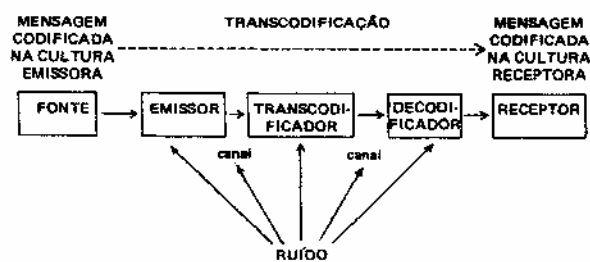 MENSAGEM
CODIFICADA
NA CULTURA
EMISSORA
TRANSCODIFICAÇÃO
MENSAGEM
CODIFICADA
NA CULTURA
RECEPTORA
FONTE
EMISSOR
TRANSCODI-
FICADOR
DECODI-
FICADOR
RECEPTOR
canal
canal
RUÍDO